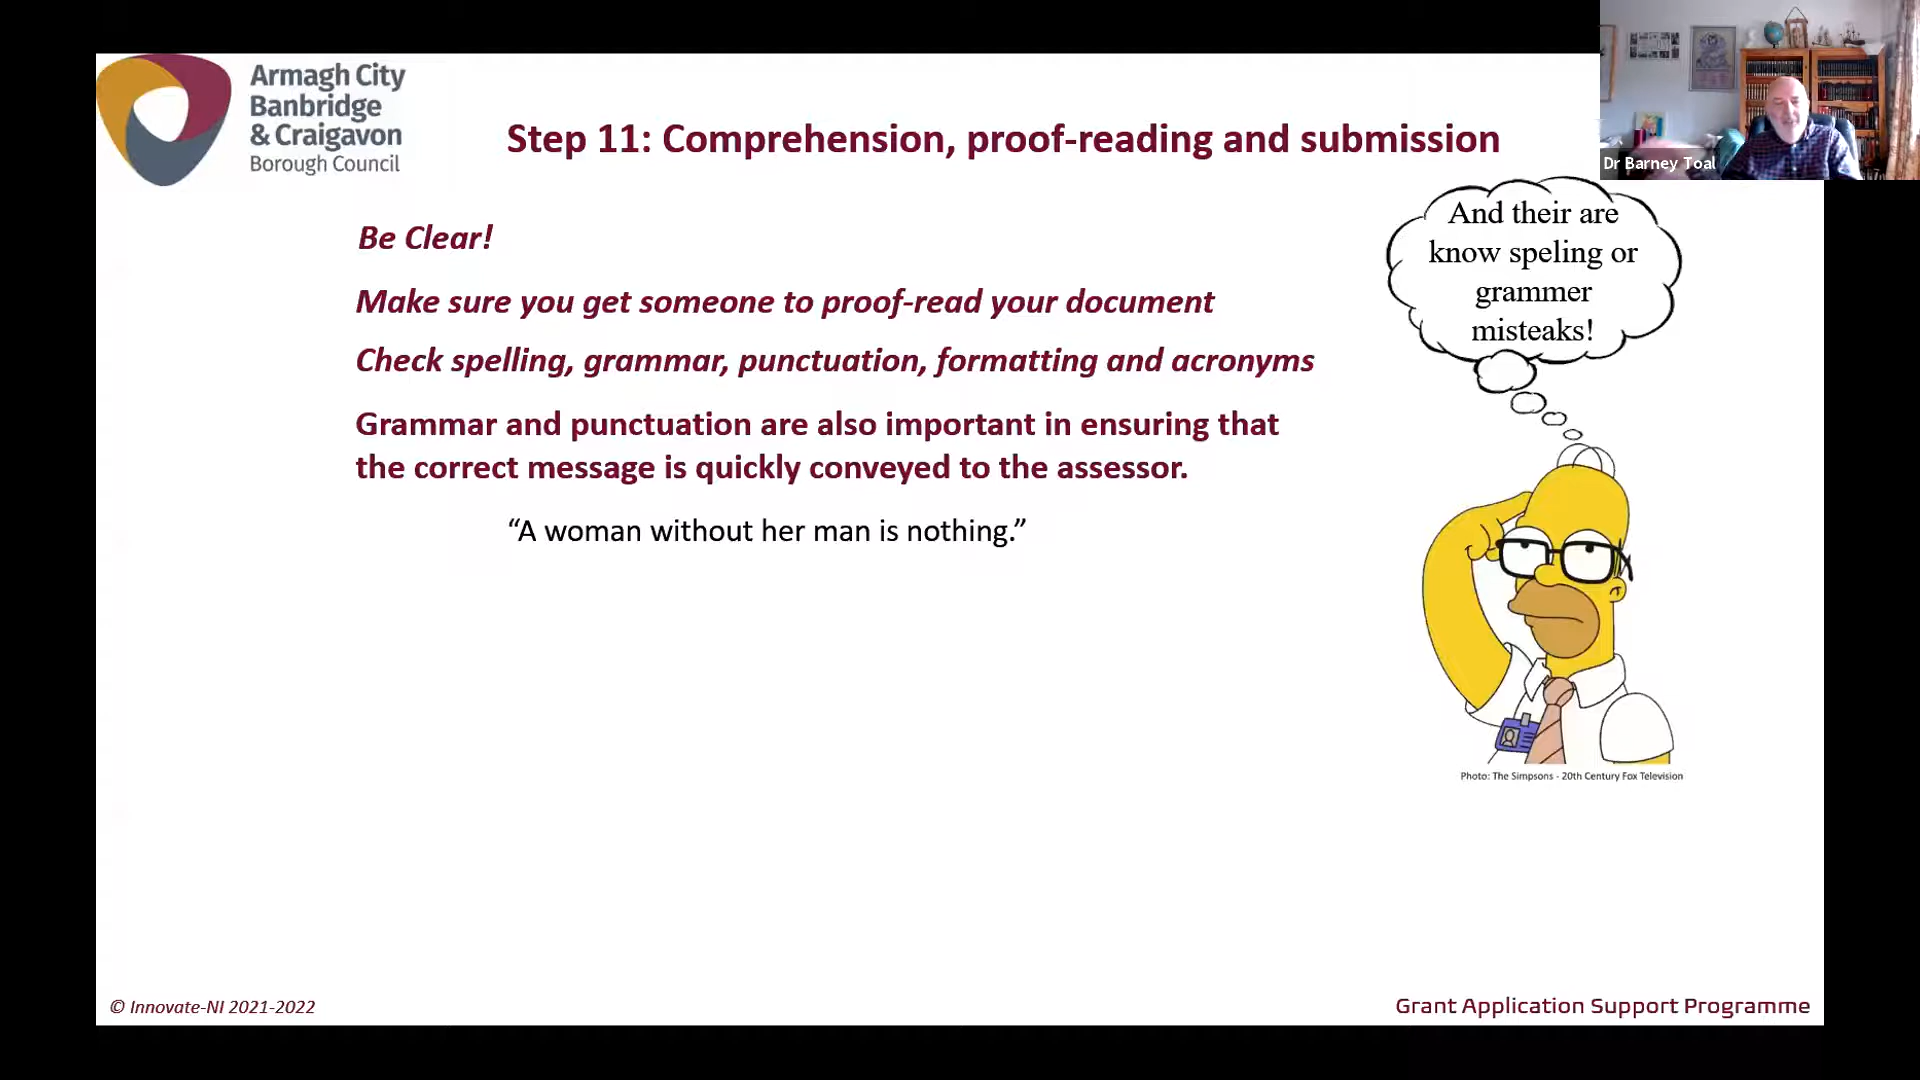 Armagh City
Banbridge
& Craigavon
Borough Council
Step 11: Comprehension, proof-reading and submission
Dr Barney Toal
Be Clear!
Make sure you get someone to proof-read your document
Check spelling, grammar, punctuation, formatting and acronyms
Grammar and punctuation are also important in ensuring that
the correct message is quickly conveyed to the assessor.
“A woman without her man is nothing.”
And their are
know speling or
grammer
misteaks!
Photo: The Simpsons - 20th Century Fox Television
© Innovate-NI 2021-2022
Grant Application Support Programme